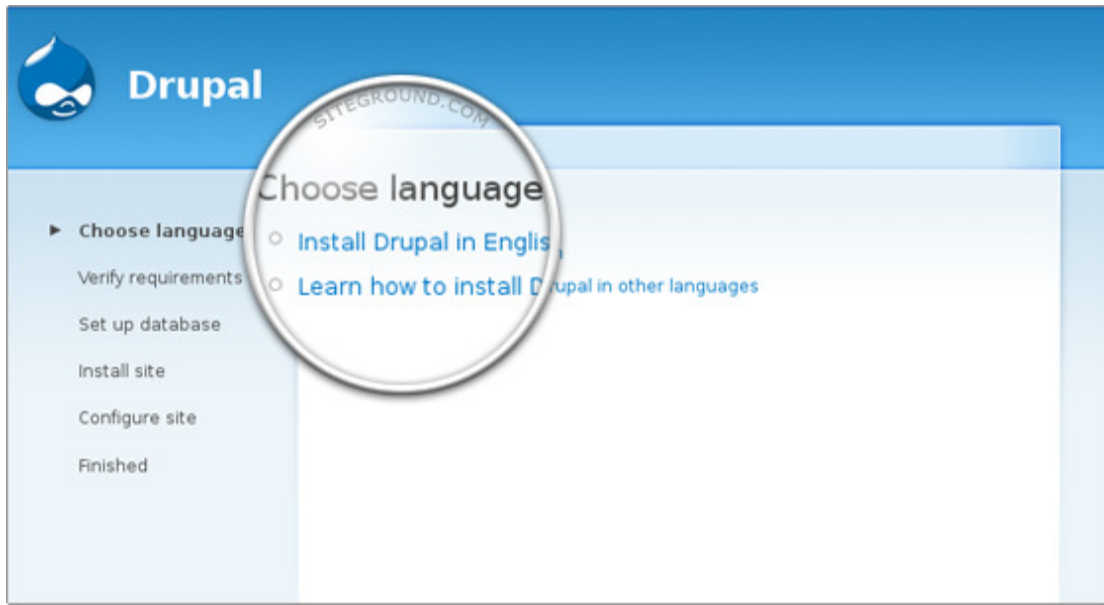 Drupal
SITEGROUND.COM
Choose language
Choose language
Verify requirements
Set up database
Install site
Configure site
Finished
Install Drupal in English
Learn how to install Drupal in other languages